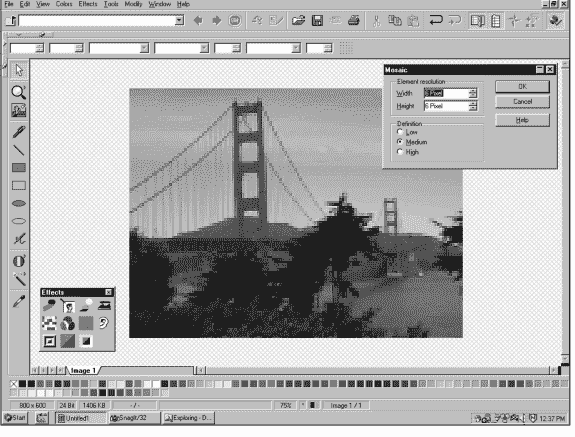 File Edit View Colors Effects Tools Modify Window Help
Mosaic
Element resolution
Width 6 Pixel
Height 6 Pixel
Definition
Low
Medium
High
OK
Cancel
Help
Effects
Image 1
800 x 600 24 Bit 1406 KB - / - 75% * Image 1 / 1
Start Untitled1 SnagIt/32 Exploring - D... 12:37 PM